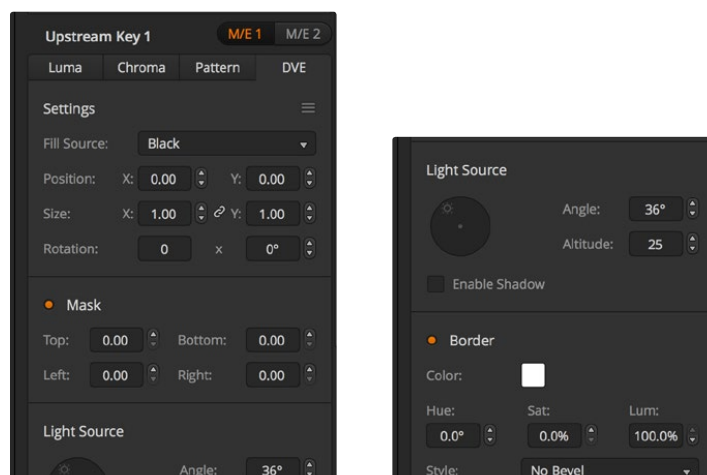 Upstream Key 1 M/E 1 M/E 2
Luma Chroma Pattern DVE
Settings
Fill Source: Black
Position: X: 0.00 Y: 0.00
Size: X: 1.00 Y: 1.00
Rotation: 0 x 0°
Mask
Top: 0.00 Bottom: 0.00
Left: 0.00 Right: 0.00
Light Source
Angle: 36°
Light Source
Angle: 36°
Altitude: 25
Enable Shadow
Border
Color:
Hue: Sat: Lum:
0.0° 0.0% 100.0%
Style: No Bevel